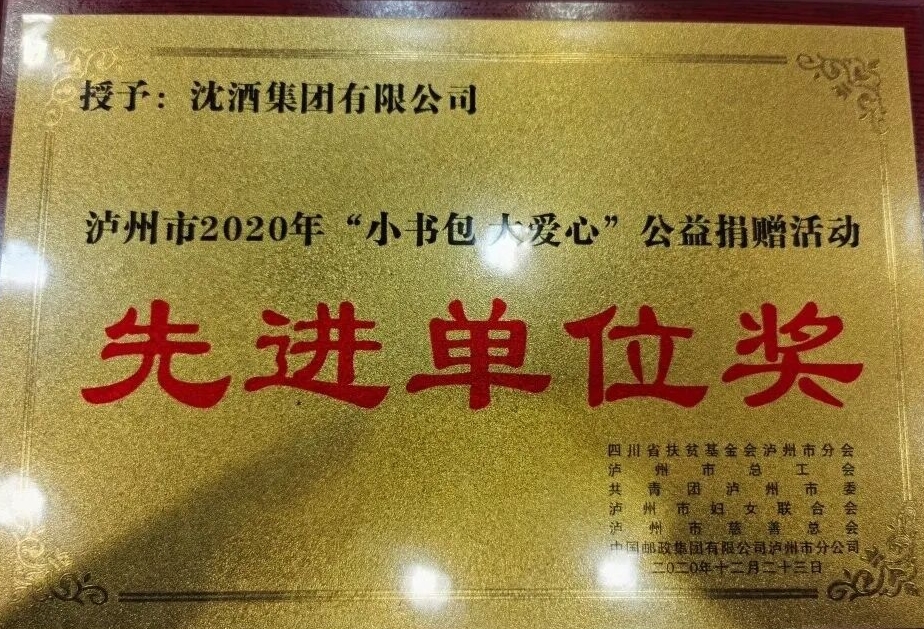 授予：沈酒集团有限公司
泸州市2020年“小书包 大爱心”公益捐赠活动
先进单位奖
四川省扶贫基金会泸州市分会
泸州市总工会
共青团泸州市委
泸州市妇女联合会
泸州市慈善总会
中国邮政集团有限公司泸州市分公司
二〇二〇年十二月二十三日